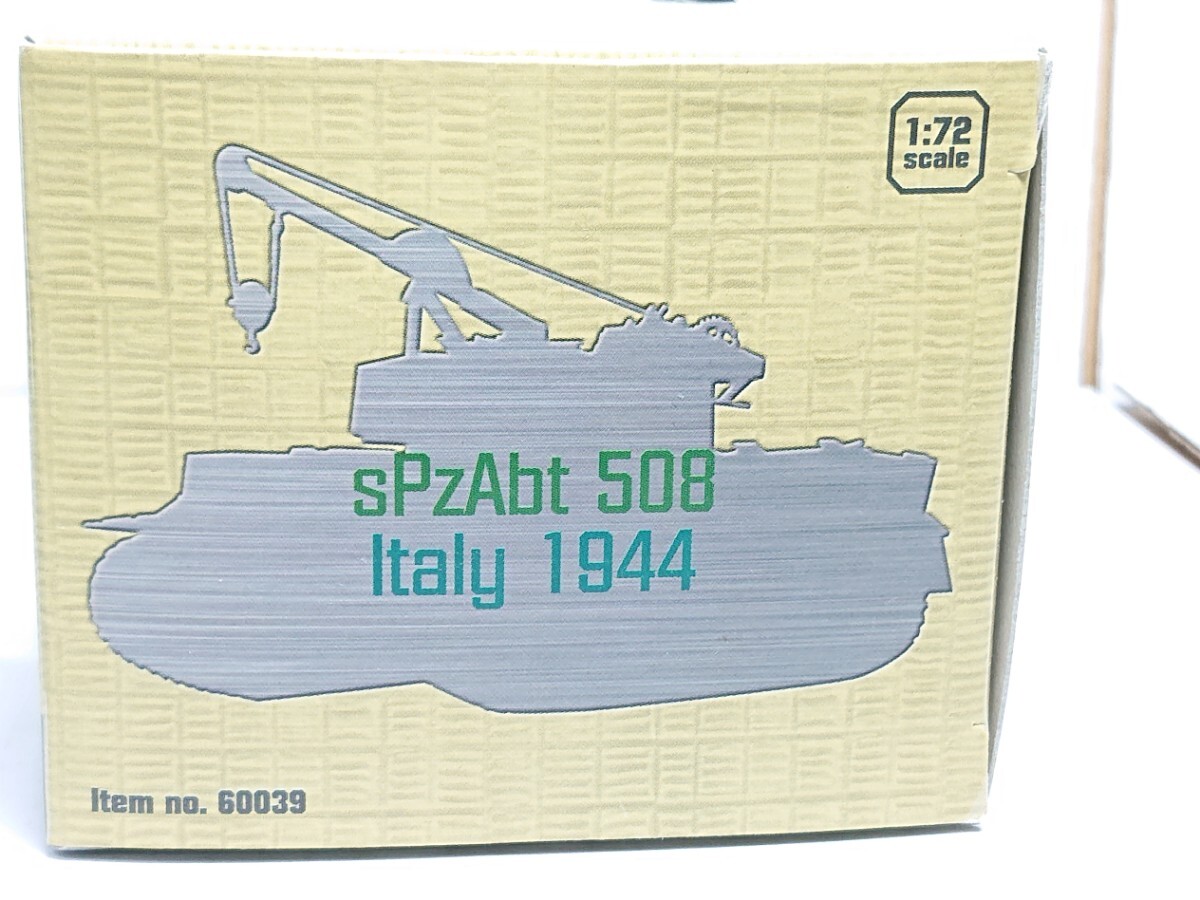 1:72
scale
sPzAbt 508
Italy 1944
Item no. 60039